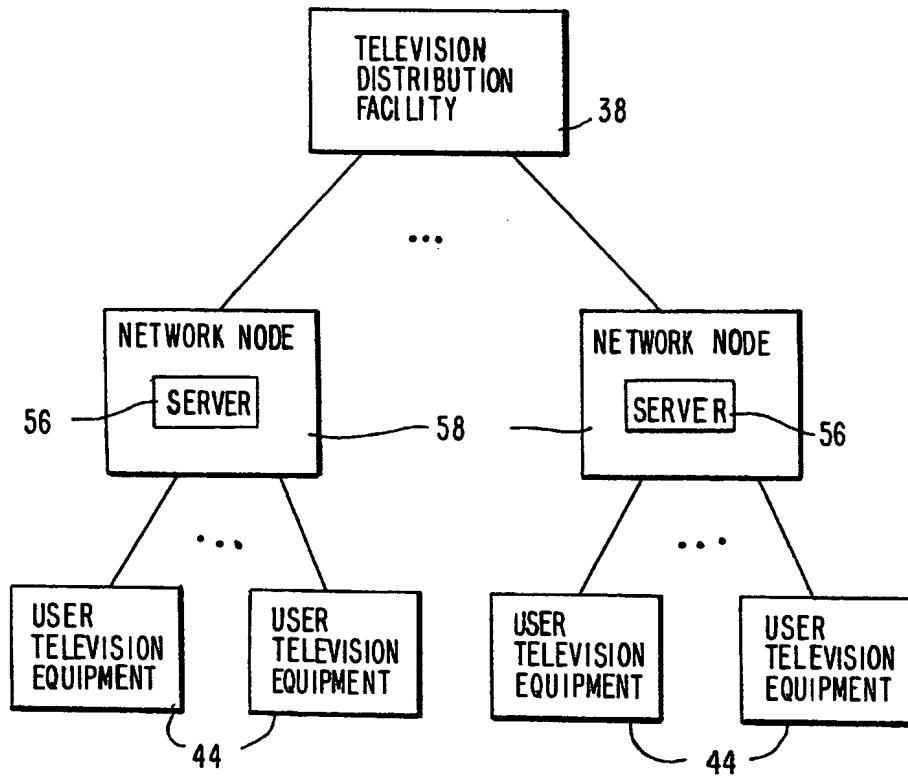 TELEVISION
DISTRIBUTION
FACILITY
38
NETWORK NODE
SERVER
56
58
NETWORK NODE
SERVER
56
USER
TELEVISION
EQUIPMENT
USER
TELEVISION
EQUIPMENT
44
USER
TELEVISION
EQUIPMENT
USER
TELEVISION
EQUIPMENT
44